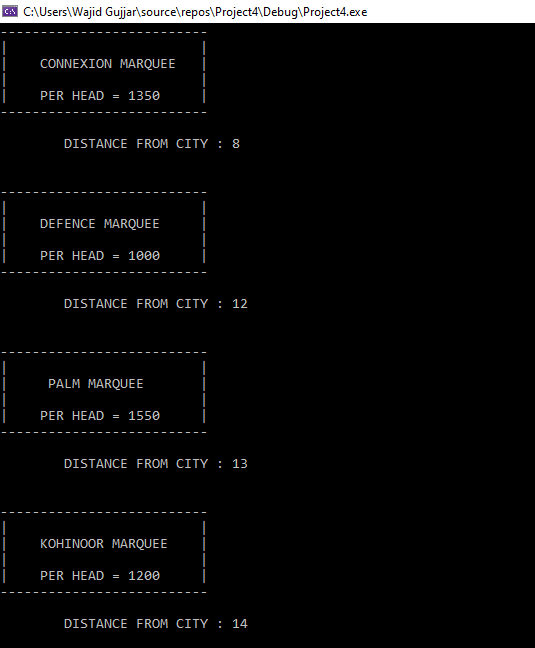 C:\Users\Wajid Gujjar\source\repos\Project4\Debug\Project4.exe
--------------------------
|                        |
|    CONNEXION MARQUEE   |
|                        |
|    PER HEAD = 1350     |
--------------------------
        DISTANCE FROM CITY : 8
--------------------------
|                        |
|    DEFENCE MARQUEE     |
|                        |
|    PER HEAD = 1000     |
--------------------------
        DISTANCE FROM CITY : 12
--------------------------
|                        |
|     PALM MARQUEE       |
|                        |
|    PER HEAD = 1550     |
--------------------------
        DISTANCE FROM CITY : 13
--------------------------
|                        |
|    KOHINOOR MARQUEE    |
|                        |
|    PER HEAD = 1200     |
--------------------------
        DISTANCE FROM CITY : 14